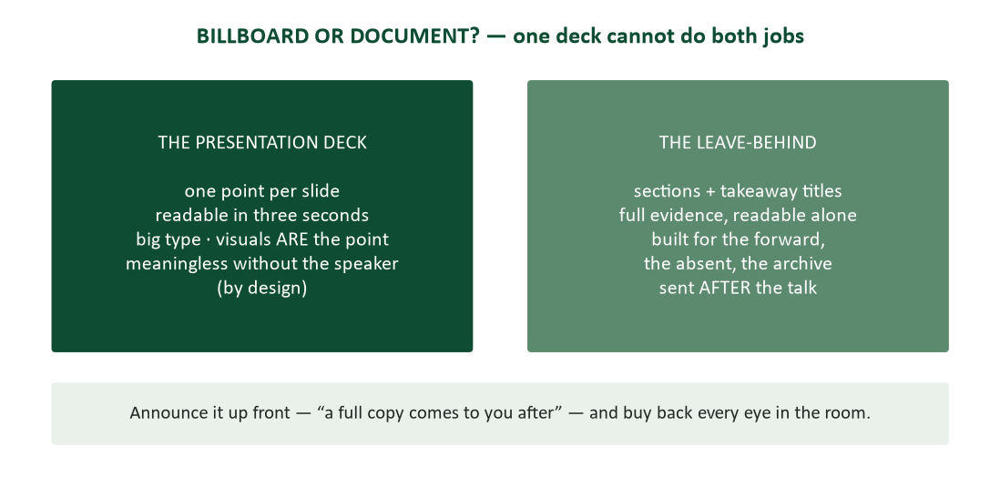 BILLBOARD OR DOCUMENT? — one deck cannot do both jobs
THE PRESENTATION DECK
one point per slide
readable in three seconds
big type · visuals ARE the point
meaningless without the speaker
(by design)
THE LEAVE-BEHIND
sections + takeaway titles
full evidence, readable alone
built for the forward,
the absent, the archive
sent AFTER the talk
Announce it up front — “a full copy comes to you after” — and buy back every eye in the room.